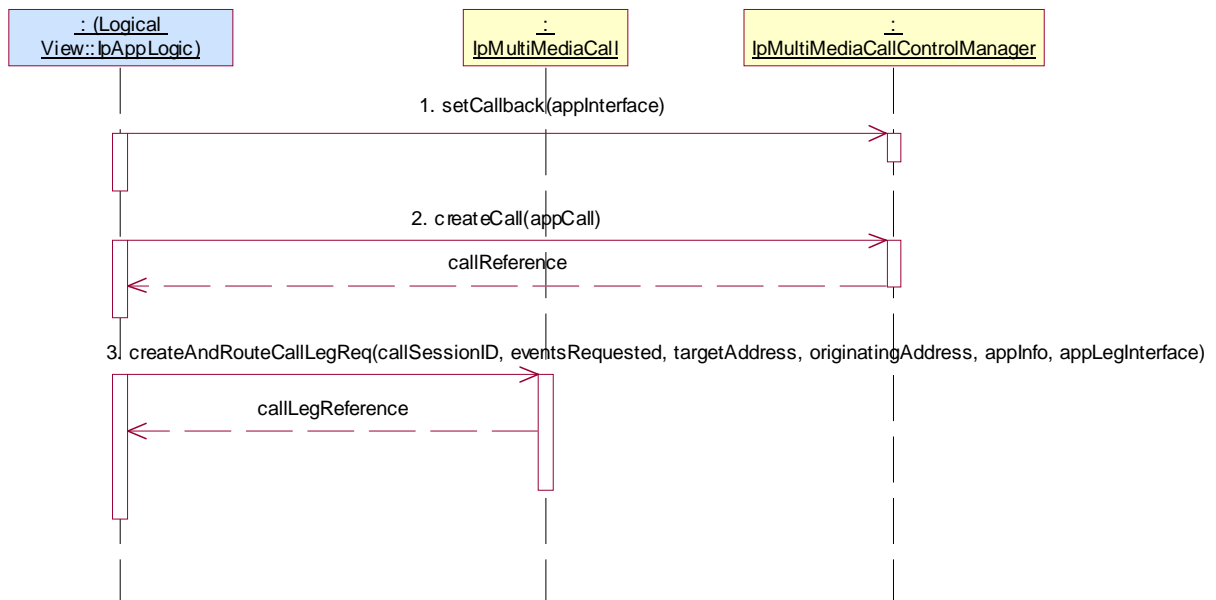 : (Logical
View::IpAppLogic)
:
IpMultiMediaCall
:
IpMultiMediaCallControlManager
1. setCallback(appInterface)
2. createCall(appCall)
callReference
3. createAndRouteCallLegReq(callSessionID, eventsRequested, targetAddress, originatingAddress, appInfo, appLegInterface)
callLegReference